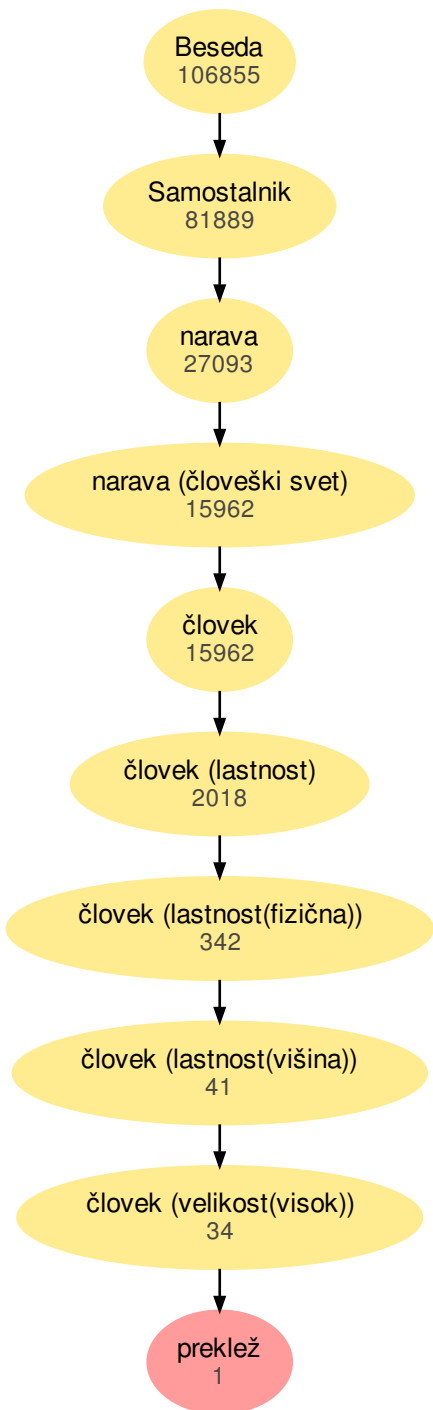 Beseda
106855
Samostalnik
81889
narava
27093
narava (človeški svet)
15962
človek
15962
človek (lastnost)
2018
človek (lastnost(fizična))
342
človek (lastnost(višina))
41
človek (velikost(visok))
34
preklež
1